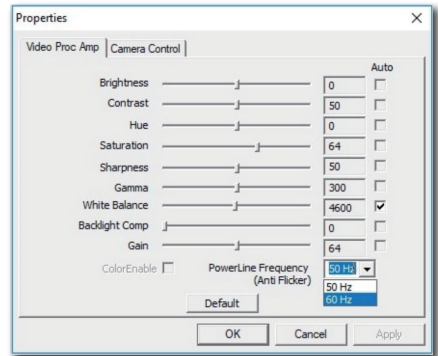 Properties
Video Proc Amp Camera Control
Auto
Brightness 0
Contrast 50
Hue 0
Saturation 64
Sharpness 50
Gamma 300
White Balance 4600
Backlight Comp 0
Gain 64
ColorEnable PowerLine Frequency 50 Hz
(Anti Flicker)
50 Hz
60 Hz
Default
OK Cancel Apply